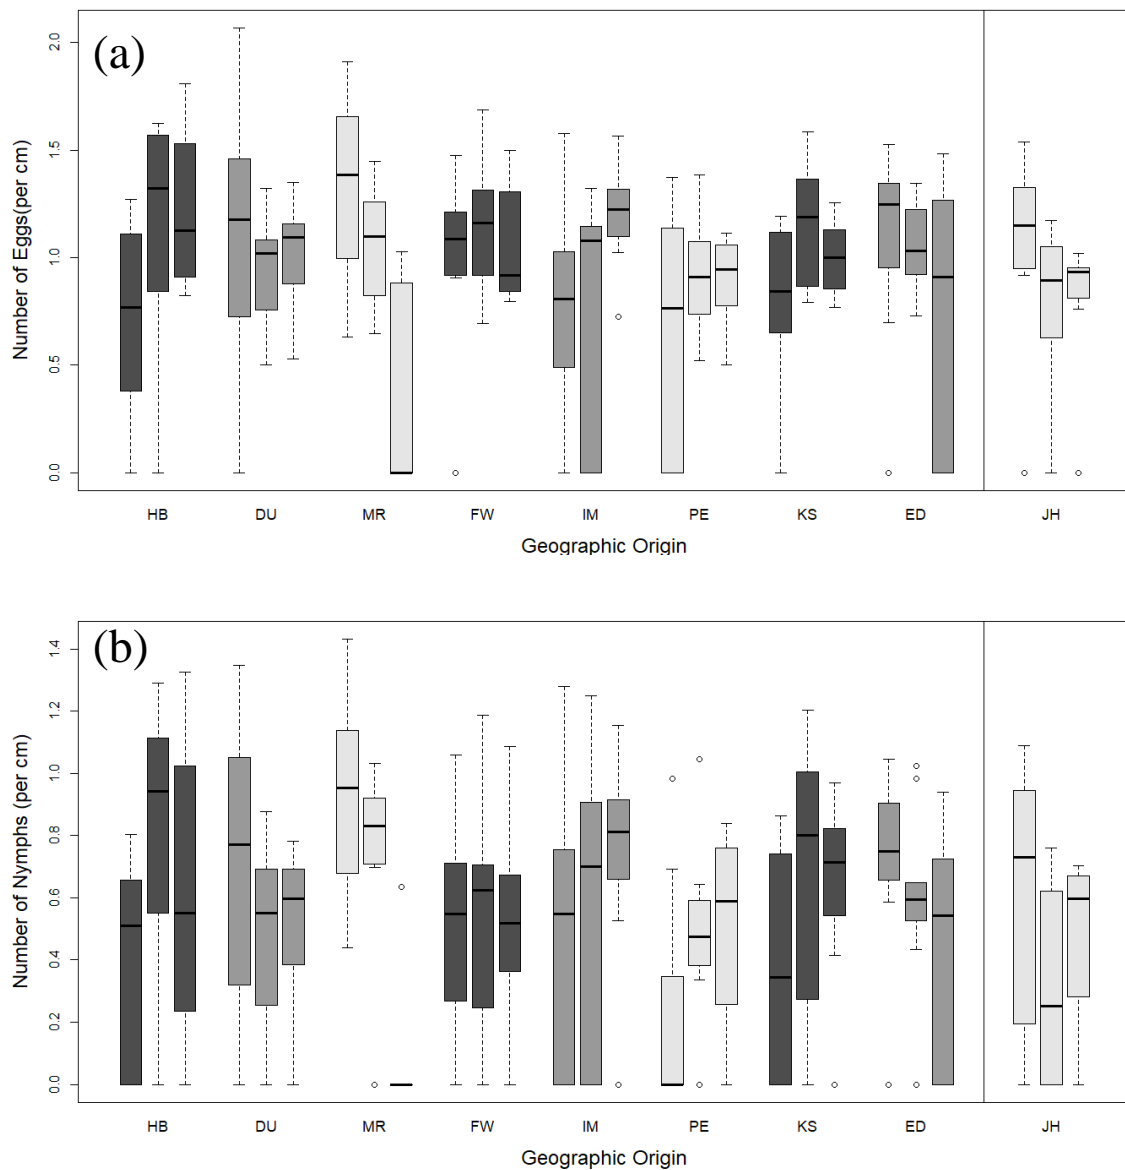 (a)
Number of Eggs(per cm)
2.0
1.5
1.0
0.5
0.0
HB DU MR FW IM PE KS ED JH
Geographic Origin
(b)
Number of Nymphs (per cm)
1.4
1.2
1.0
0.8
0.6
0.4
0.2
0.0
HB DU MR FW IM PE KS ED JH
Geographic Origin